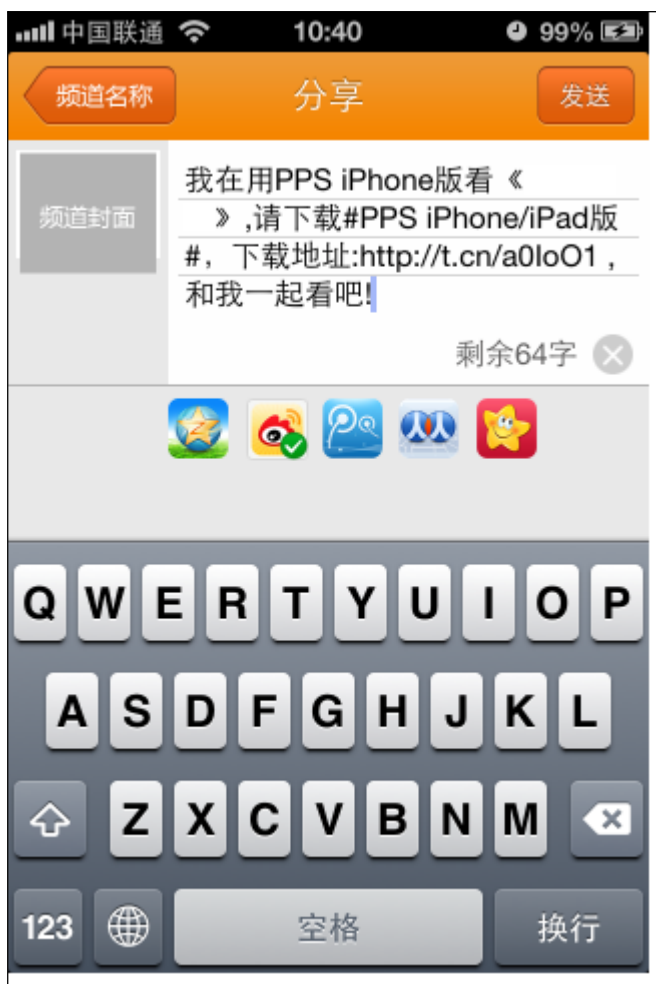 中国联通 10:40 99%
频道名称 分享 发送
频道封面
我在用PPS iPhone版看《
》,请下载#PPS iPhone/iPad版
#，下载地址:http://t.cn/a0IoO1 ,
和我一起看吧!
剩余64字
Q W E R T Y U I O P
A S D F G H J K L
Z X C V B N M
123 空格 换行